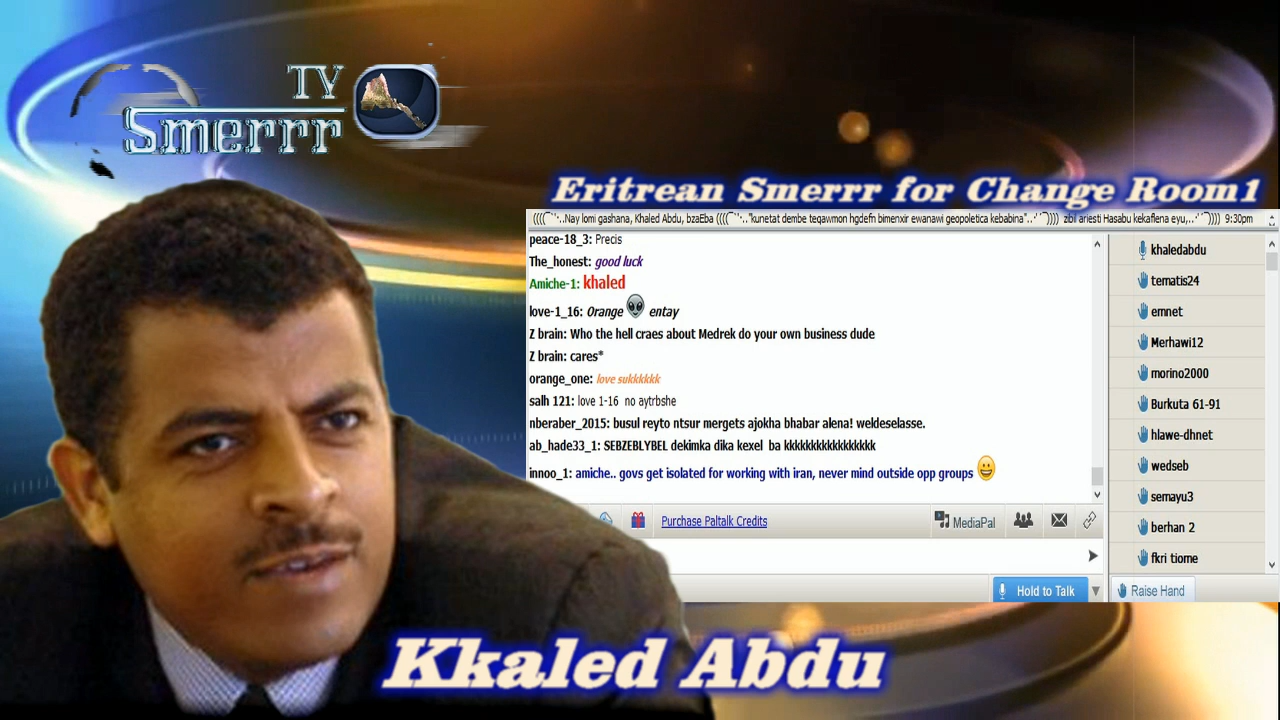 TV
Smerrr
Eritrean Smerrr for Change Room1
((((¯`'·..Nay lomi gashana, Khaled Abdu, bzaEba ((((¯`'·.."kunetat dembe teqawmon hgdefn bimenxir ewanawi geopoletica kebabina"..·'´¯)))) zibil ariesti Hasabu kekaflena eyu,..·'´¯)))) 9:30pm
peace-18_3: Precis
The_honest: good luck
Amiche-1: khaled
love-1_16: Orange 👽 entay
Z brain: Who the hell craes about Medrek do your own business dude
Z brain: cares*
orange_one: love sukkkkkk
salh 121: love 1-16 no aytrbshe
nberaber_2015: busul reyto ntsur mergets ajokha bhabar alena! weldeselasse.
ab_hade33_1: SEBZEBLYBEL dekimka dika kexel ba kkkkkkkkkkkkkkkkk
innoo_1: amiche.. govs get isolated for working with iran, never mind outside opp groups 😀
Purchase Paltalk Credits
MediaPal
Hold to Talk
khaledabdu
tematis24
emnet
Merhawi12
morino2000
Burkuta 61-91
hlawe-dhnet
wedseb
semayu3
berhan 2
fkri tiome
Raise Hand
Kkaled Abdu